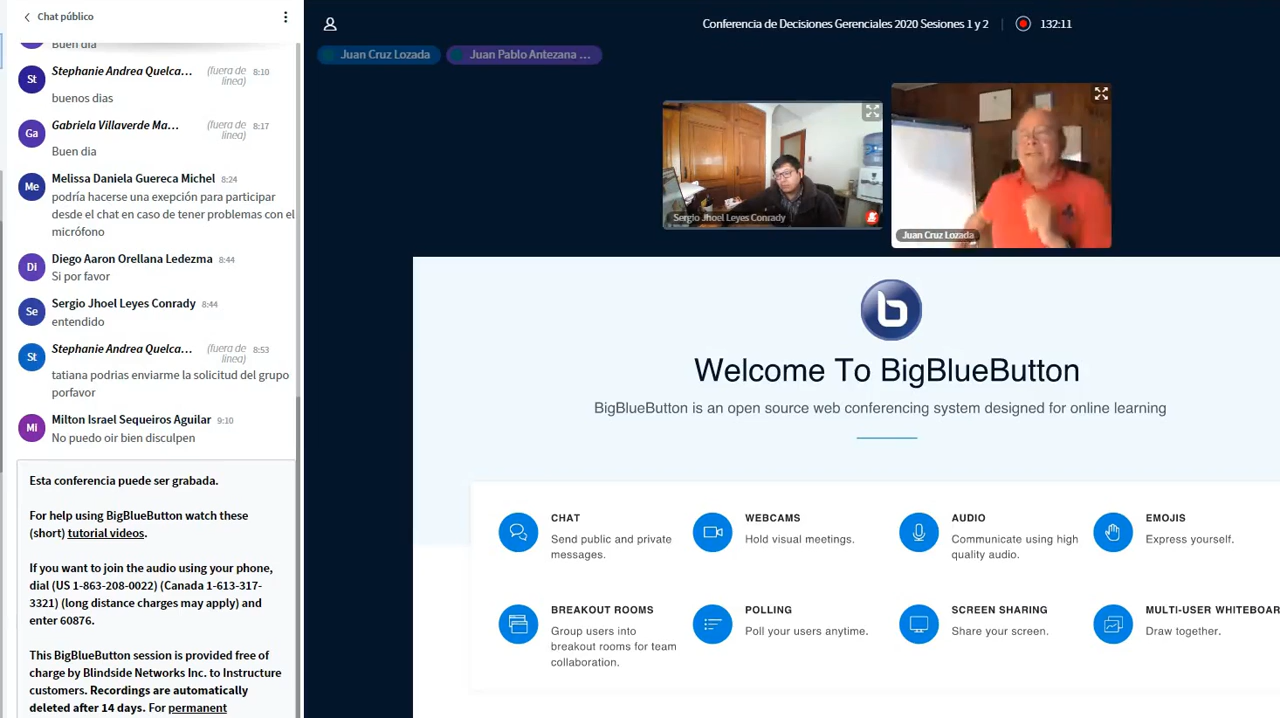 Chat público
Buen dia
St
Stephanie Andrea Quelca...
(fuera de línea)
8:10
buenos dias
Ga
Gabriela Villaverde Ma...
(fuera de línea)
8:17
Buen dia
Me
Melissa Daniela Guereca Michel 8:24
podría hacerse una exepción para participar
desde el chat en caso de tener problemas con el
micrófono
Di
Diego Aaron Orellana Ledezma 8:44
Si por favor
Se
Sergio Jhoel Leyes Conrady 8:44
entendido
St
Stephanie Andrea Quelca...
(fuera de línea)
8:53
tatiana podrias enviarme la solicitud del grupo
porfavor
Mi
Milton Israel Sequeiros Aguilar 9:10
No puedo oir bien disculpen
Esta conferencia puede ser grabada.
For help using BigBlueButton watch these
(short) tutorial videos.
If you want to join the audio using your phone,
dial (US 1-863-208-0022) (Canada 1-613-317-
3321) (long distance charges may apply) and
enter 60876.
This BigBlueButton session is provided free of
charge by Blindside Networks Inc. to Instructure
customers. Recordings are automatically
deleted after 14 days. For permanent
Conferencia de Decisiones Gerenciales 2020 Sesiones 1 y 2
132:11
Juan Cruz Lozada
Juan Pablo Antezana ...
Sergio Jhoel Leyes Conrady
Juan Cruz Lozada
b
Welcome To BigBlueButton
BigBlueButton is an open source web conferencing system designed for online learning
CHAT
Send public and private
messages.
WEBCAMS
Hold visual meetings.
AUDIO
Communicate using high
quality audio.
EMOJIS
Express yourself.
BREAKOUT ROOMS
Group users into
breakout rooms for team
collaboration.
POLLING
Poll your users anytime.
SCREEN SHARING
Share your screen.
MULTI-USER WHITEBOAR
Draw together.